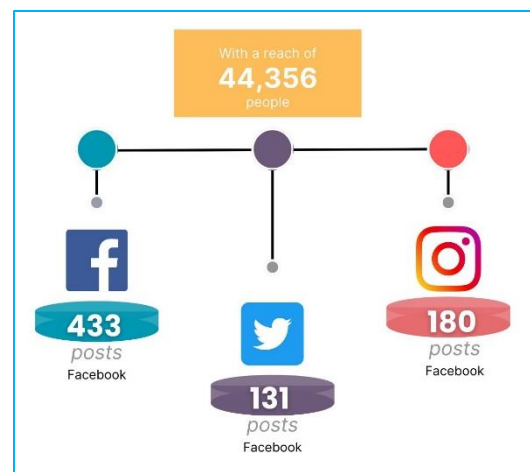 With a reach of
44,356
people
433
posts
Facebook
131
posts
Facebook
180
posts
Facebook